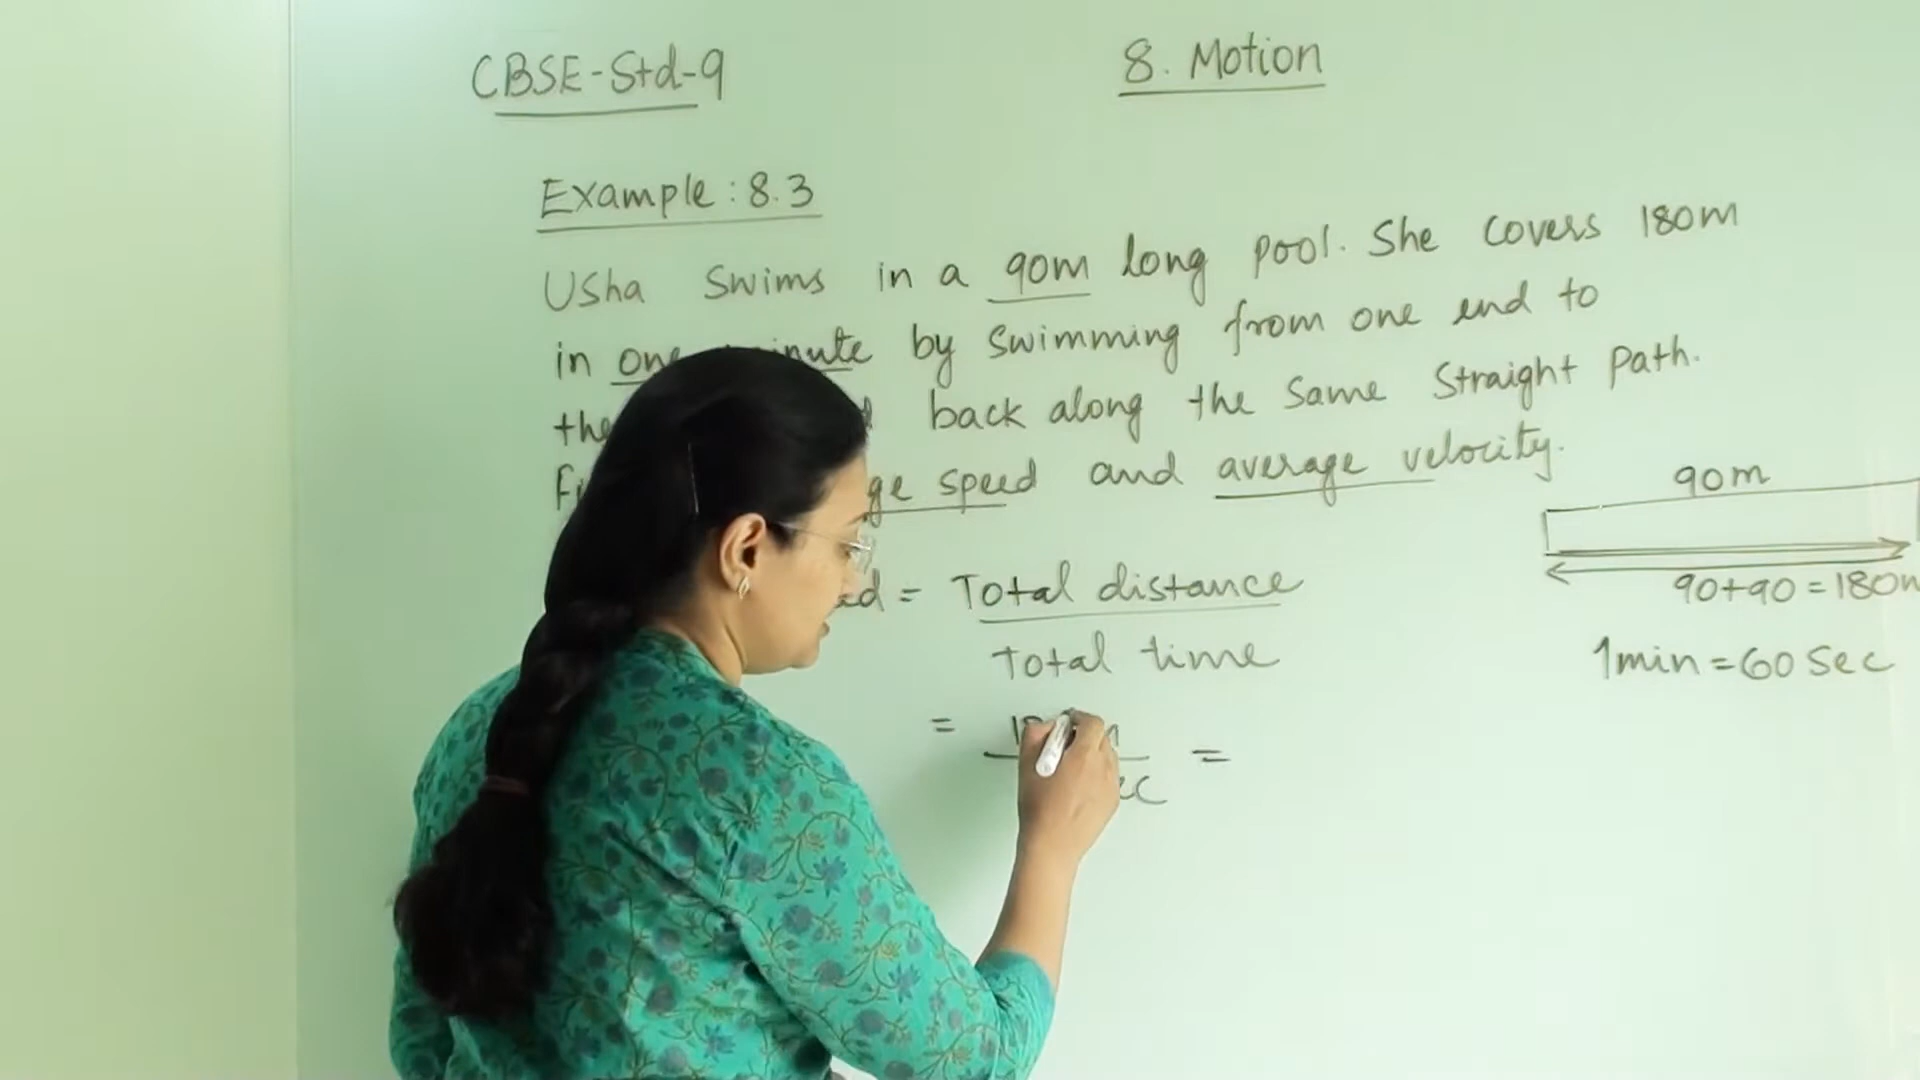 CBSE-Std-9
8. Motion
Example: 8.3
Usha Swims in a 90m long pool. She covers 180m
in by swimming from one end to
back along the same straight path.
speed and average velocity.
90m
= Total distance
90+90=180
Total time
1min=60 Sec
=
=